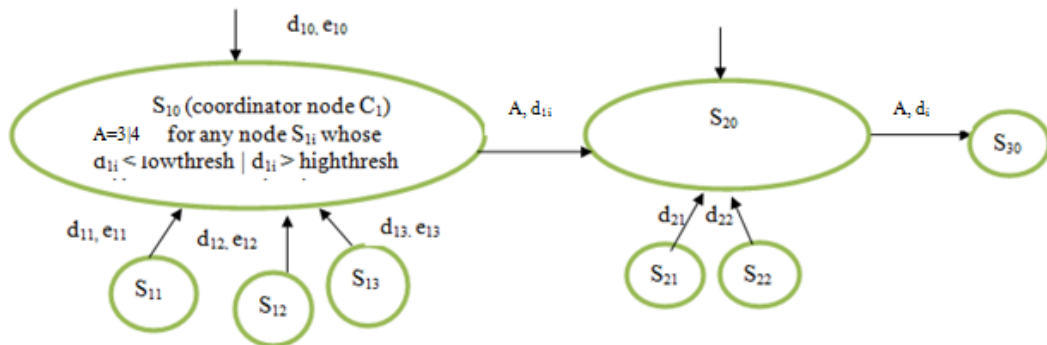 d₁₀, e₁₀
S₁₀ (coordinator node C₁)
A=3|4 for any node S₁ᵢ whose
d₁ᵢ < lowthresh | d₁ᵢ > highthresh
A, d₁ᵢ
S₂₀
A, dᵢ
S₃₀
d₁₁, e₁₁
d₁₂, e₁₂
d₁₃, e₁₃
d₂₁
d₂₂
S₁₁
S₁₂
S₁₃
S₂₁
S₂₂